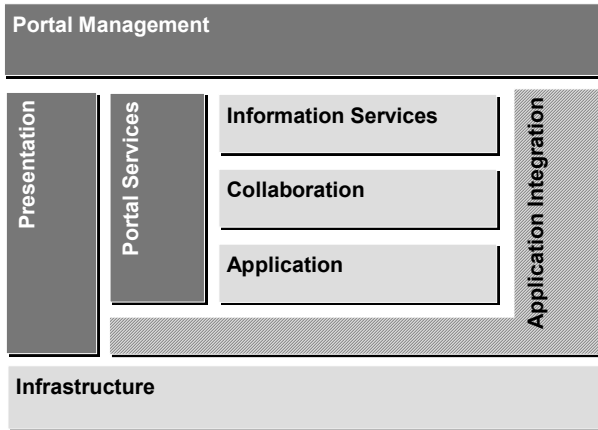 Portal Management
Presentation
Portal Services
Information Services
Collaboration
Application
Application Integration
Infrastructure